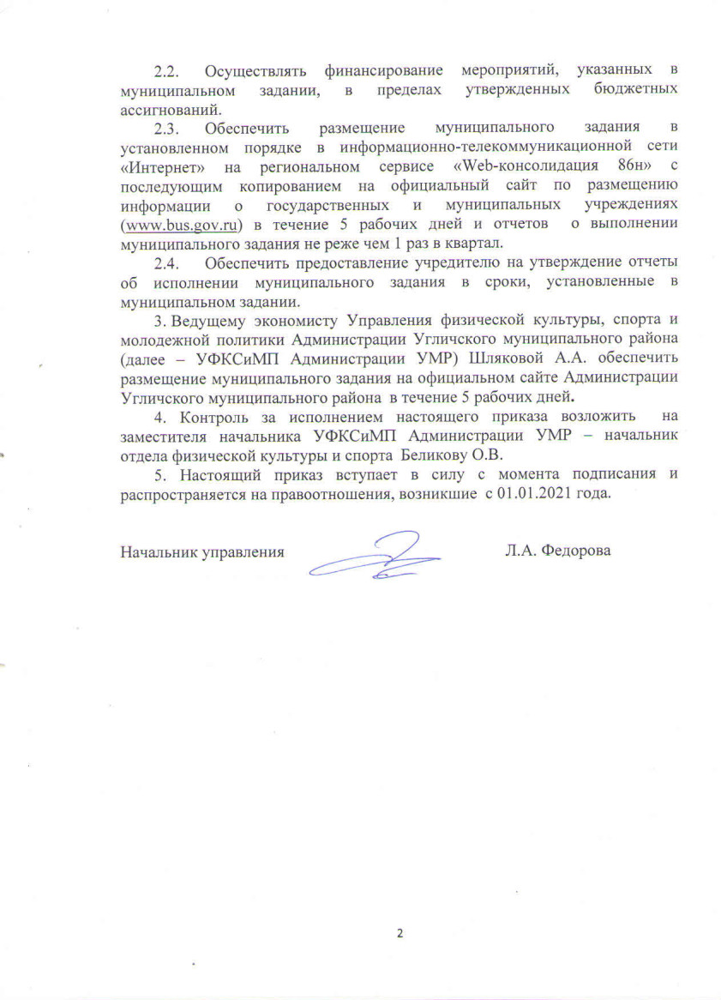 2.2. Осуществлять финансирование мероприятий, указанных в
муниципальном задании, в пределах утвержденных бюджетных
ассигнований.
2.3. Обеспечить размещение муниципального задания в
установленном порядке в информационно-телекоммуникационной сети
«Интернет» на региональном сервисе «Web-консолидация 86н» с
последующим копированием на официальный сайт по размещению
информации о государственных и муниципальных учреждениях
(www.bus.gov.ru) в течение 5 рабочих дней и отчетов о выполнении
муниципального задания не реже чем 1 раз в квартал.
2.4. Обеспечить предоставление учредителю на утверждение отчеты
об исполнении муниципального задания в сроки, установленные в
муниципальном задании.
3. Ведущему экономисту Управления физической культуры, спорта и
молодежной политики Администрации Угличского муниципального района
(далее – УФКСиМП Администрации УМР) Шляковой А.А. обеспечить
размещение муниципального задания на официальном сайте Администрации
Угличского муниципального района в течение 5 рабочих дней.
4. Контроль за исполнением настоящего приказа возложить на
заместителя начальника УФКСиМП Администрации УМР – начальник
отдела физической культуры и спорта Беликову О.В.
5. Настоящий приказ вступает в силу с момента подписания и
распространяется на правоотношения, возникшие с 01.01.2021 года.
Начальник управления Л.А. Федорова
2